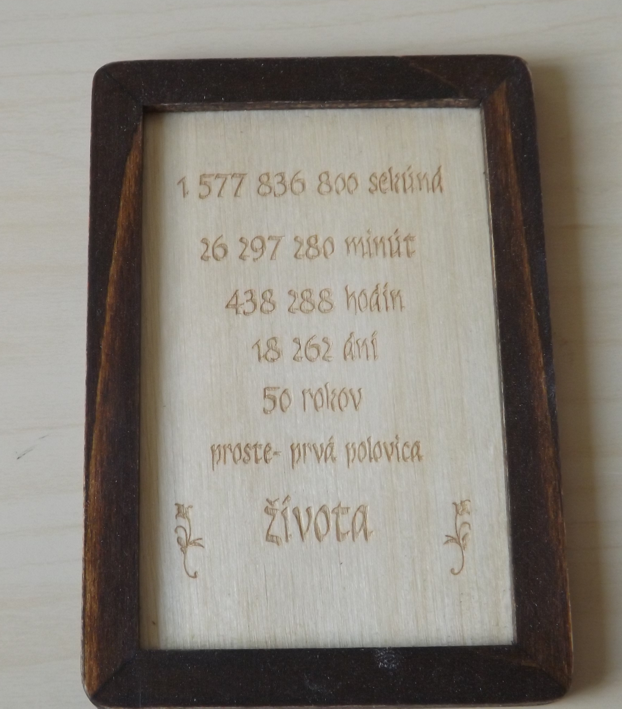 1 577 836 800 sekúnd
26 297 280 minút
438 288 hodín
18 262 dní
50 rokov
proste- prvá polovica
života